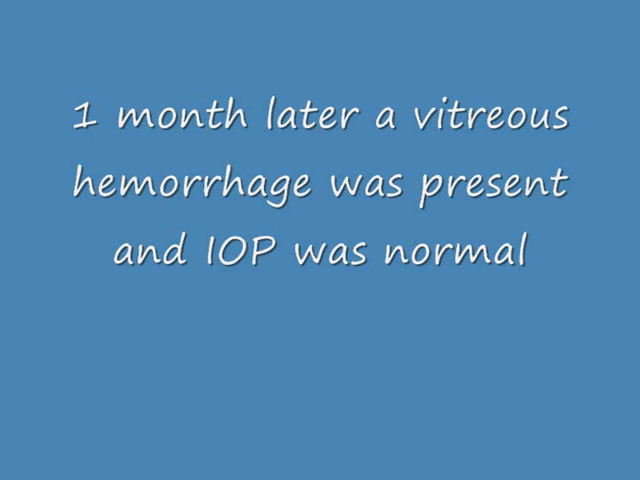 1 month later a vitreous
hemorrhage was present
and IOP was normal